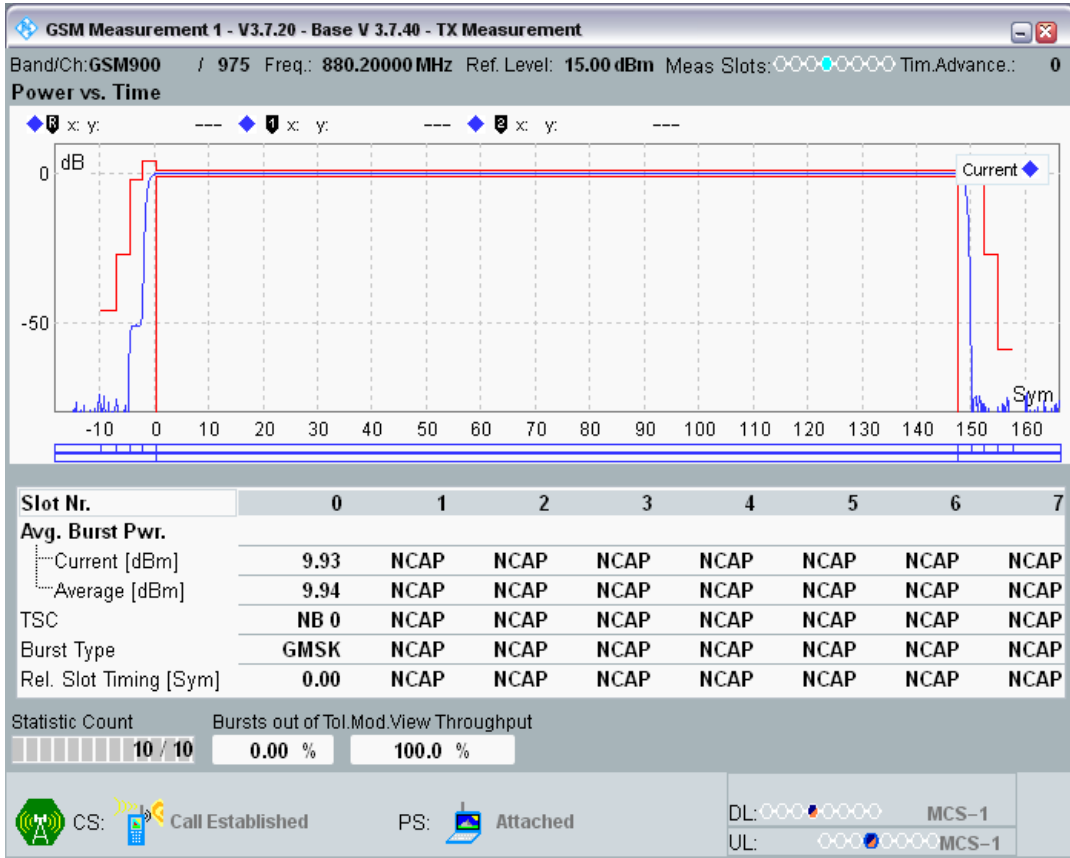 GSM Measurement 1 - V3.7.20 - Base V 3.7.40 - TX Measurement
Band/Ch:GSM900 / 975 Freq.: 880.20000 MHz Ref. Level: 15.00 dBm Meas Slots: Tim.Advance.: 0
Power vs. Time
R x: y: --- 1 x: y: --- 2 x: y: ---
dB
Current
0
-50
Sym
-10 0 10 20 30 40 50 60 70 80 90 100 110 120 130 140 150 160
Slot Nr. 0 1 2 3 4 5 6 7
Avg. Burst Pwr.
Current [dBm] 9.93 NCAP NCAP NCAP NCAP NCAP NCAP NCAP
Average [dBm] 9.94 NCAP NCAP NCAP NCAP NCAP NCAP NCAP
TSC NB 0 NCAP NCAP NCAP NCAP NCAP NCAP NCAP
Burst Type GMSK NCAP NCAP NCAP NCAP NCAP NCAP NCAP
Rel. Slot Timing [Sym] 0.00 NCAP NCAP NCAP NCAP NCAP NCAP NCAP
Statistic Count Bursts out of Tol.Mod.View Throughput
10 / 10 0.00 % 100.0 %
CS: Call Established PS: Attached
DL: MCS-1
UL: MCS-1